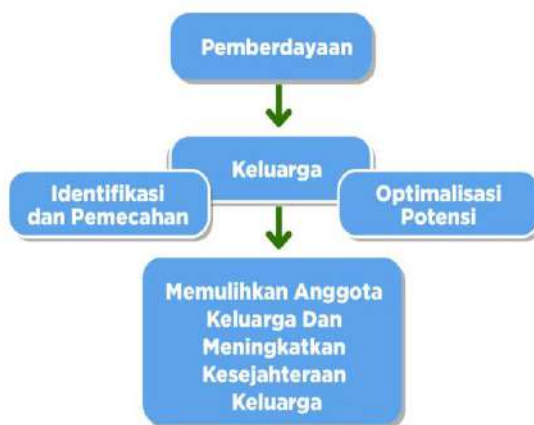 Pemberdayaan
Keluarga
Identifikasi
dan Pemecahan
Optimalisasi
Potensi
Memulihkan Anggota
Keluarga Dan
Meningkatkan
Kesejahteraan
Keluarga